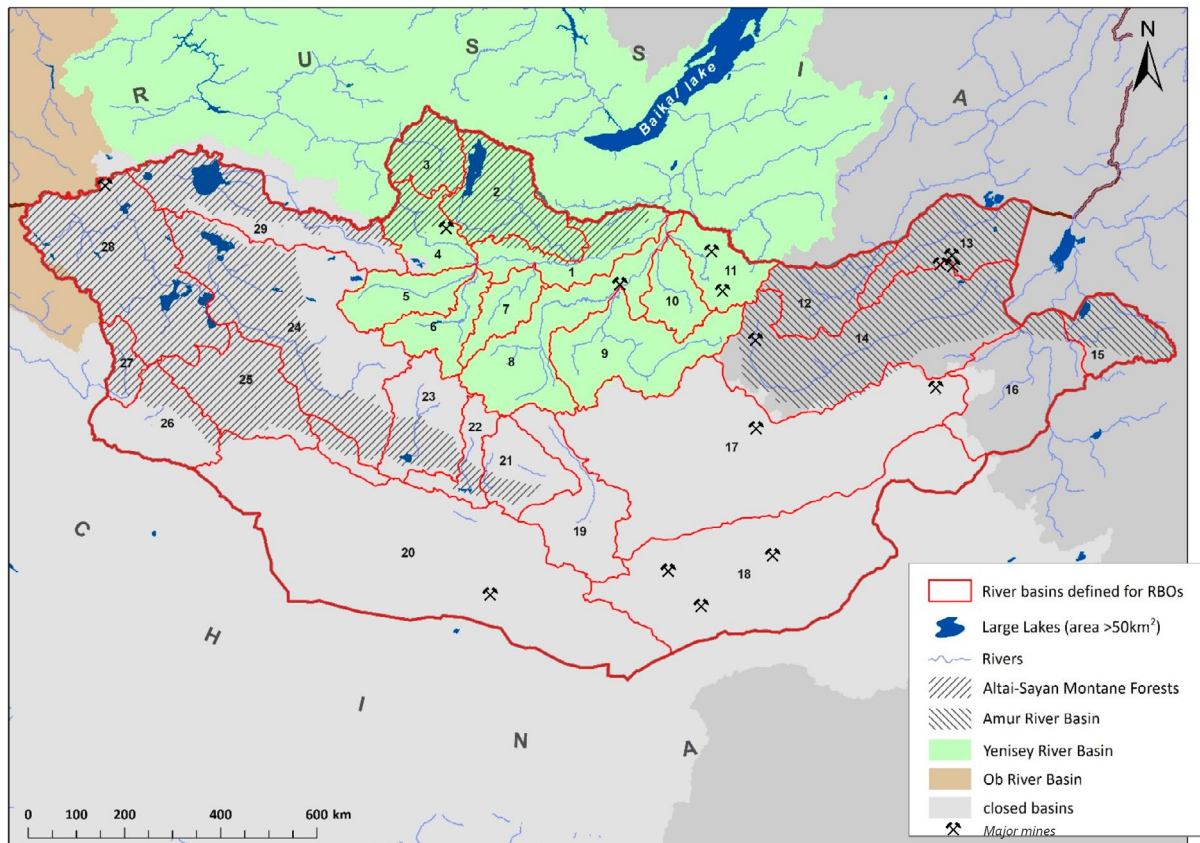 R U S S I A
N
Baikal lake
3
2
29
28
4
1
11
13
5
7
10
12
24
6
14
8
9
15
27
25
16
23
26
22
17
21
19
20
18
C H I N A
River basins defined for RBOs
Large Lakes (area >50km²)
Rivers
Altai-Sayan Montane Forests
Amur River Basin
Yenisey River Basin
Ob River Basin
closed basins
Major mines
0 100 200 400 600 km